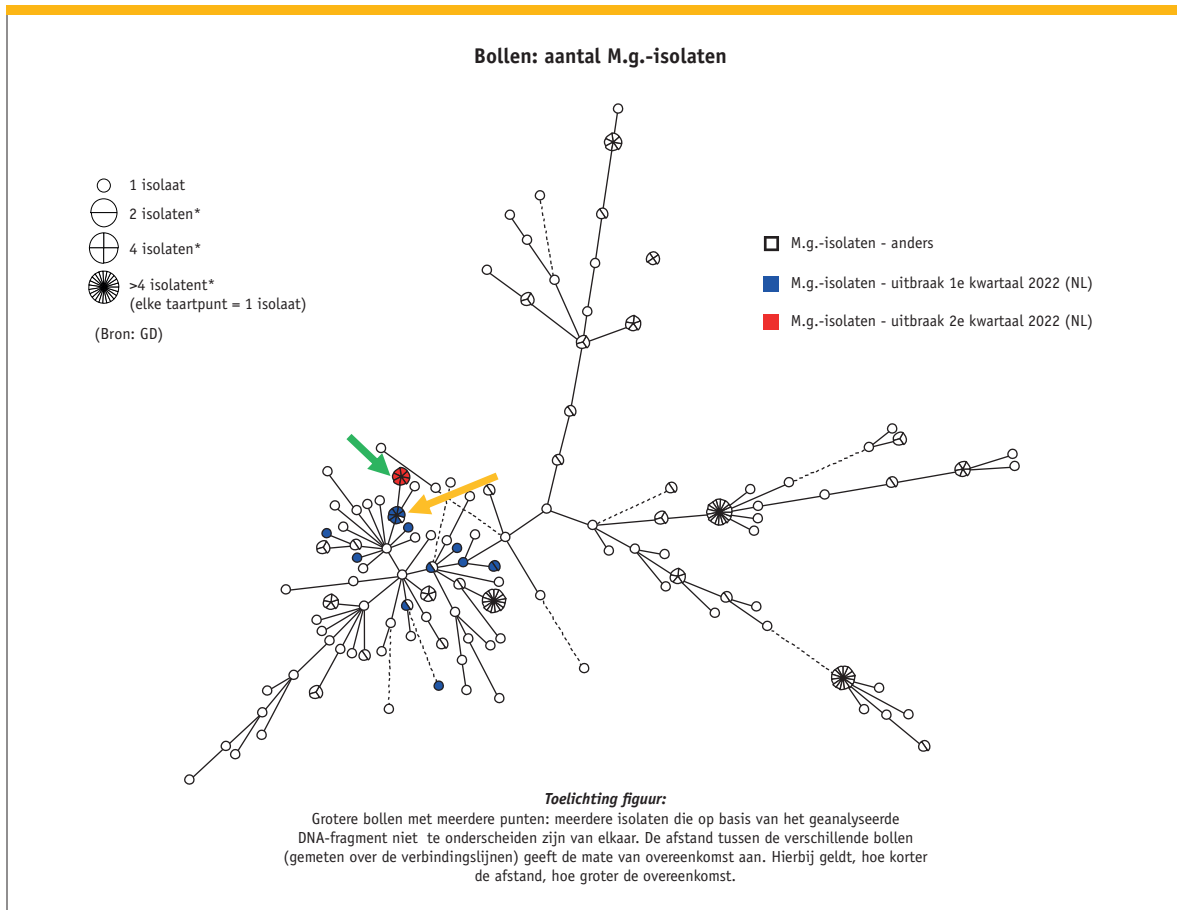 Bollen: aantal M.g.-isolaten
1 isolaat
2 isolaten*
4 isolaten*
>4 isolatent*
(elke taartpunt = 1 isolaat)
(Bron: GD)
M.g.-isolaten - anders
M.g.-isolaten - uitbraak 1e kwartaal 2022 (NL)
M.g.-isolaten - uitbraak 2e kwartaal 2022 (NL)
Toelichting figuur:
Grotere bollen met meerdere punten: meerdere isolaten die op basis van het geanalyseerde
DNA-fragment niet te onderscheiden zijn van elkaar. De afstand tussen de verschillende bollen
(gemeten over de verbindingslijnen) geeft de mate van overeenkomst aan. Hierbij geldt, hoe korter
de afstand, hoe groter de overeenkomst.